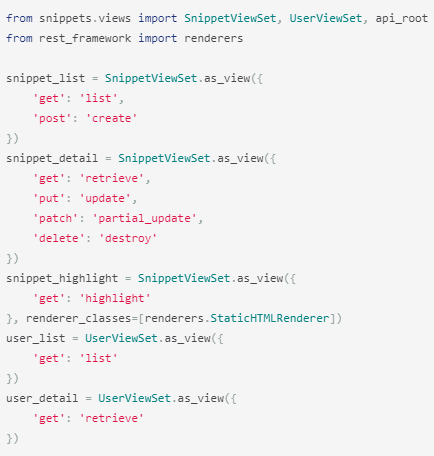 from snippets.views import SnippetViewSet, UserViewSet, api_root
from rest_framework import renderers

snippet_list = SnippetViewSet.as_view({
    'get': 'list',
    'post': 'create'
})
snippet_detail = SnippetViewSet.as_view({
    'get': 'retrieve',
    'put': 'update',
    'patch': 'partial_update',
    'delete': 'destroy'
})
snippet_highlight = SnippetViewSet.as_view({
    'get': 'highlight'
}, renderer_classes=[renderers.StaticHTMLRenderer])
user_list = UserViewSet.as_view({
    'get': 'list'
})
user_detail = UserViewSet.as_view({
    'get': 'retrieve'
})